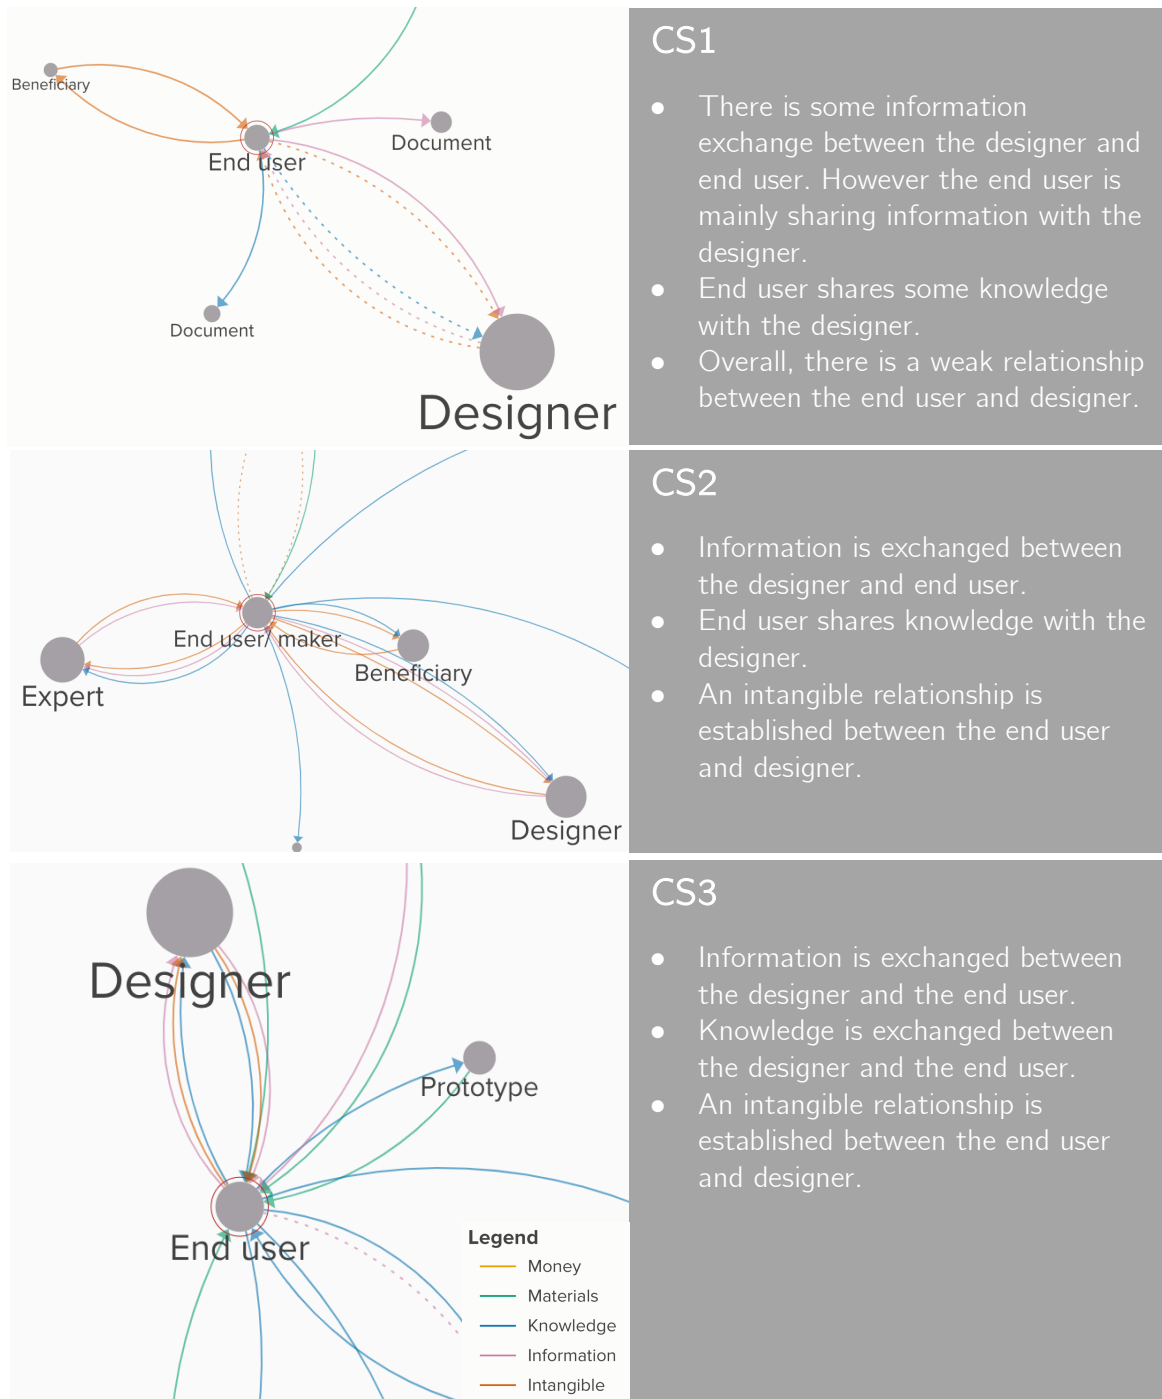 Beneficiary
End user
Document
Document
Designer
CS1
● There is some information
exchange between the designer and
end user. However the end user is
mainly sharing information with the
designer.
● End user shares some knowledge
with the designer.
● Overall, there is a weak relationship
between the end user and designer.
End user/ maker
Expert
Beneficiary
Designer
CS2
● Information is exchanged between
the designer and end user.
● End user shares knowledge with the
designer.
● An intangible relationship is
established between the end user
and designer.
Designer
Prototype
End user
Legend
Money
Materials
Knowledge
Information
Intangible
CS3
● Information is exchanged between
the designer and the end user.
● Knowledge is exchanged between
the designer and the end user.
● An intangible relationship is
established between the end user
and designer.